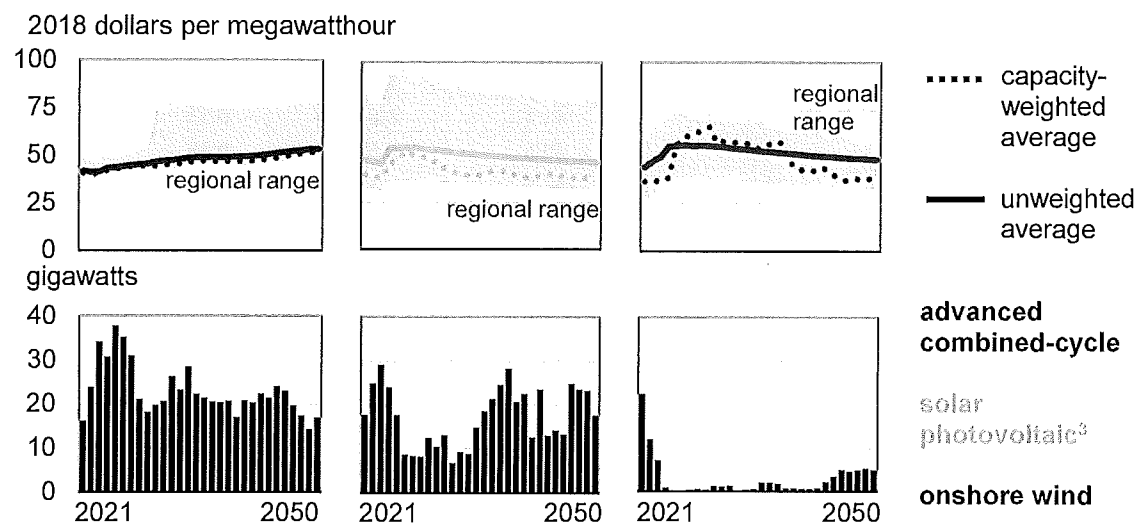 2018 dollars per megawatthour
100
75
50
25
0
regional range
regional range
regional
range
capacity-
weighted
average
unweighted
average
gigawatts
40
30
20
10
0
2021 2050
2021 2050
2021 2050
advanced
combined-cycle
solar
photovoltaic³
onshore wind